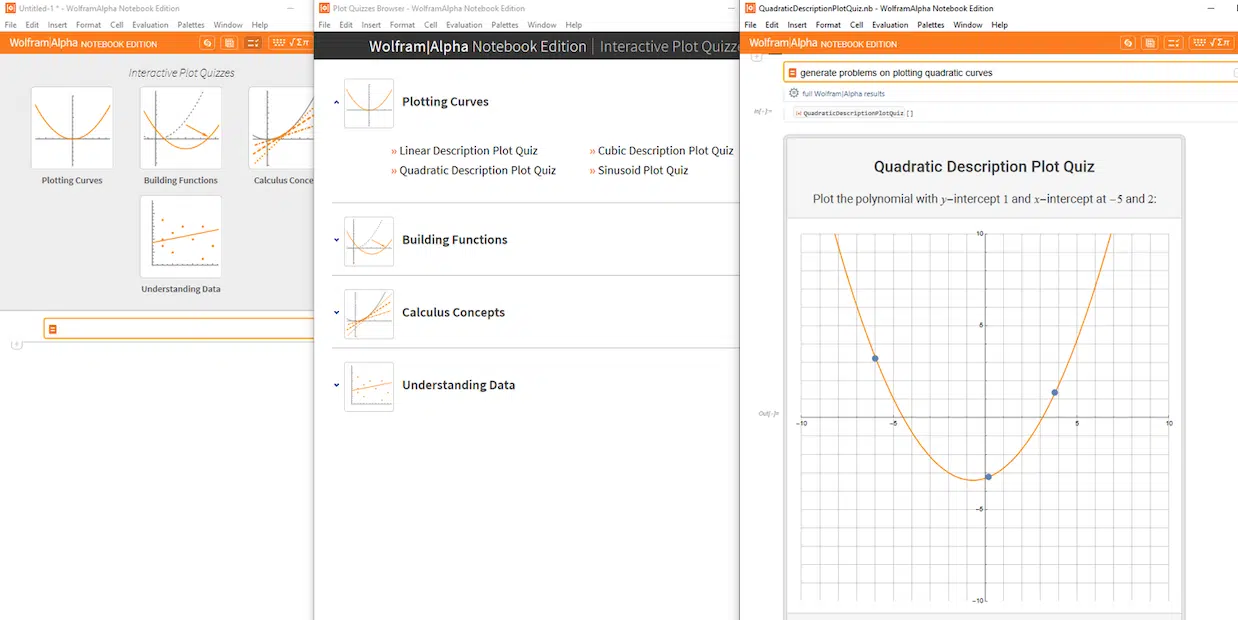 Untitled-1 * - WolframAlpha Notebook Edition
File Edit Insert Format Cell Evaluation Palettes Window Help
Wolfram|Alpha NOTEBOOK EDITION
√Σπ
Interactive Plot Quizzes
Plotting Curves
Building Functions
Calculus Conce
Understanding Data
Plot Quizzes Browser - WolframAlpha Notebook Edition
File Edit Insert Format Cell Evaluation Palettes Window Help
Wolfram|Alpha Notebook Edition | Interactive Plot Quizze
Plotting Curves
» Linear Description Plot Quiz
» Cubic Description Plot Quiz
» Quadratic Description Plot Quiz
» Sinusoid Plot Quiz
Building Functions
Calculus Concepts
Understanding Data
QuadraticDescriptionPlotQuiz.nb - WolframAlpha Notebook Edition
File Edit Insert Format Cell Evaluation Palettes Window Help
Wolfram|Alpha NOTEBOOK EDITION
√Σπ
generate problems on plotting quadratic curves
full Wolfram|Alpha results
In[-]:=
QuadraticDescriptionPlotQuiz[]
Quadratic Description Plot Quiz
Plot the polynomial with y-intercept 1 and x-intercept at -5 and 2:
10
5
Out[-]=
-10
-5
5
10
-5
-10